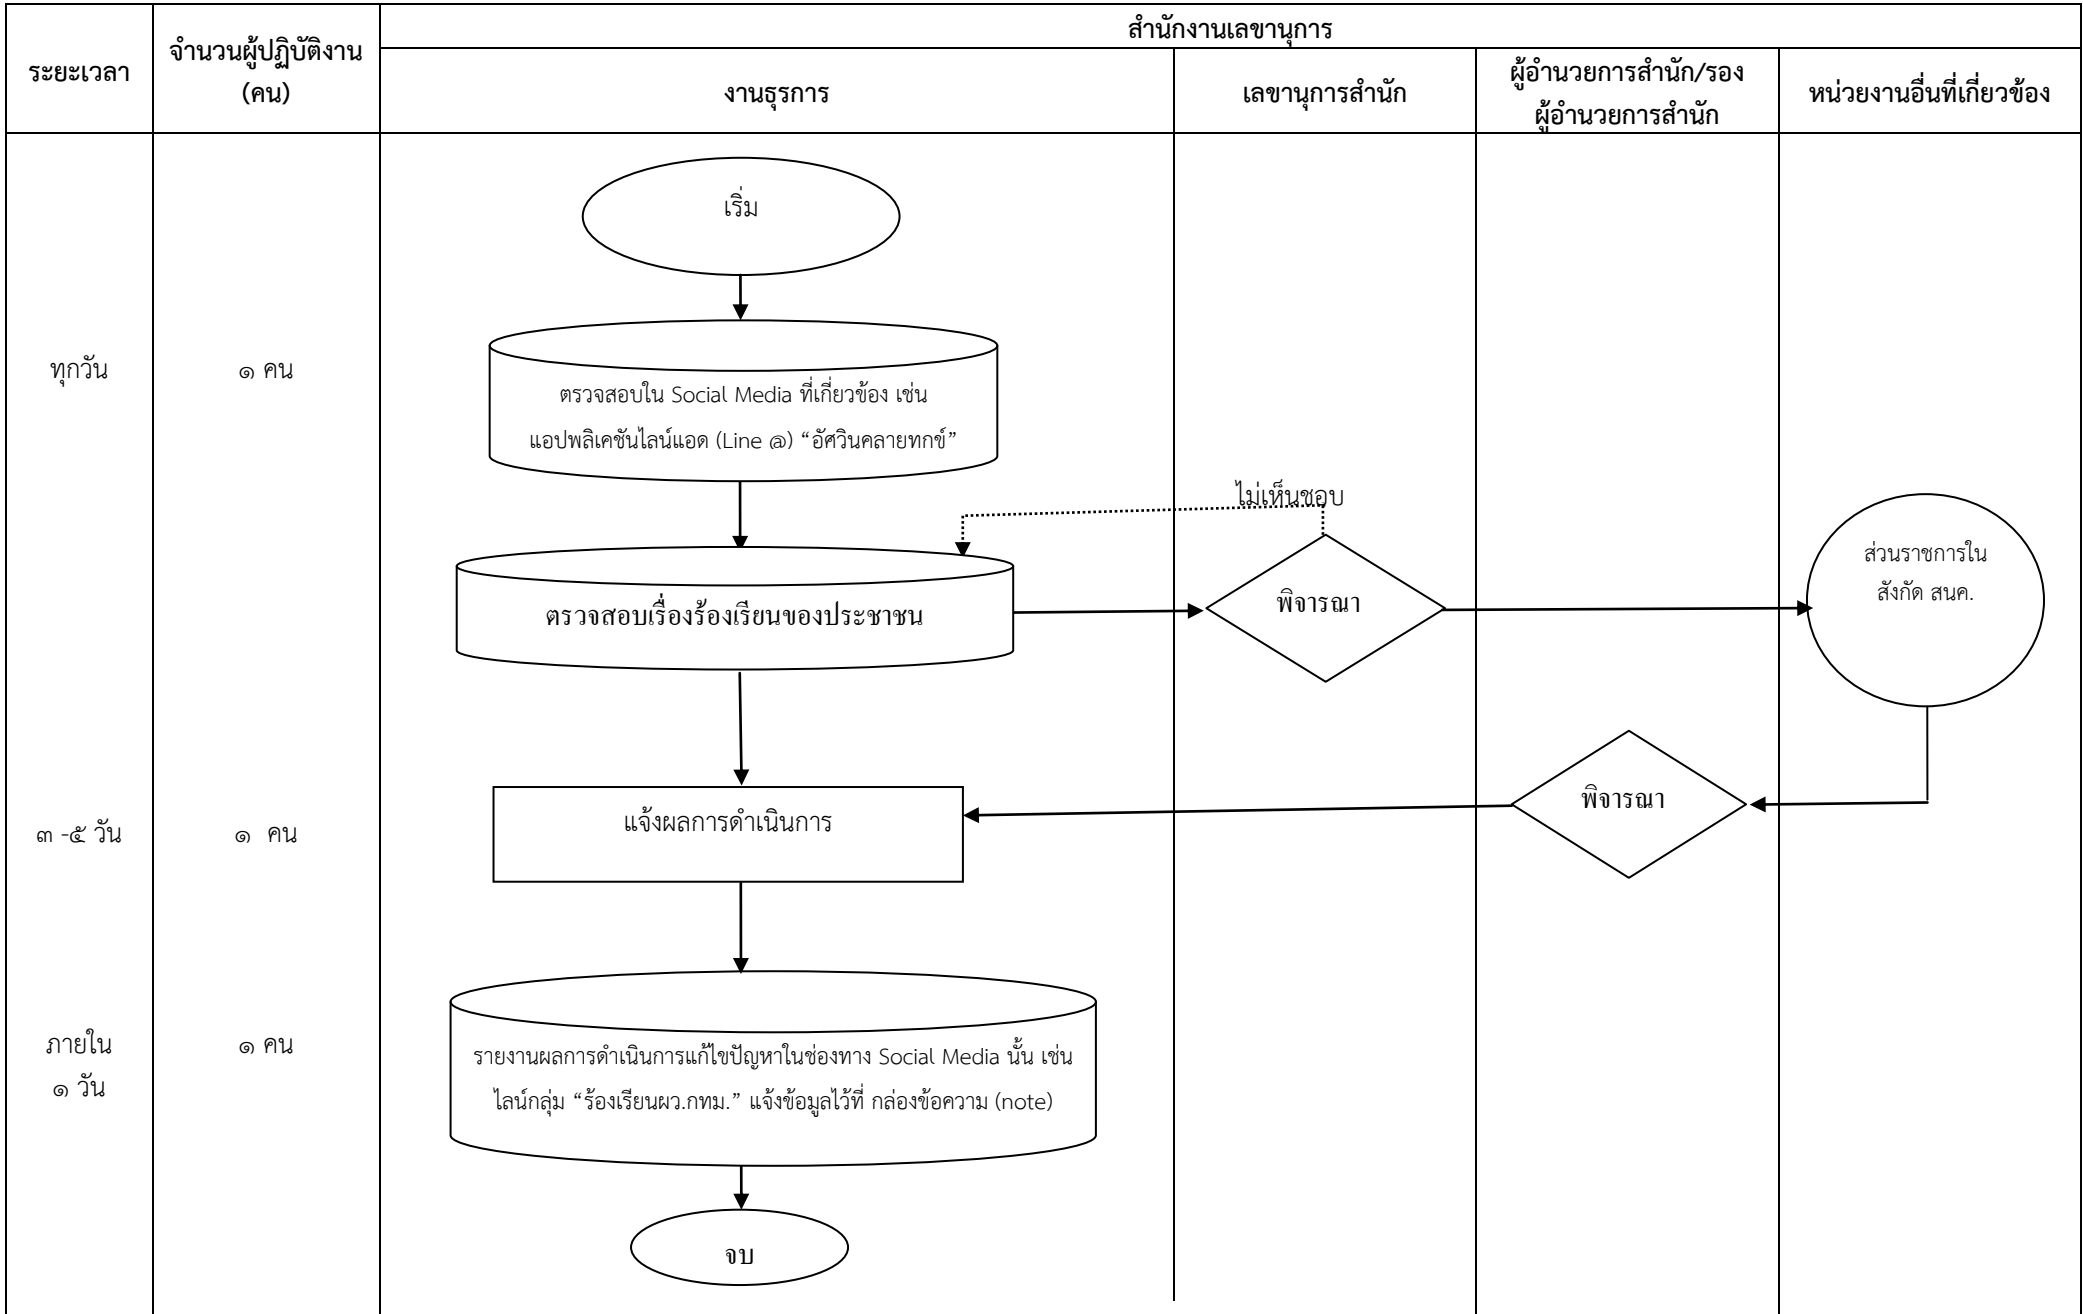 สำนักงานเลขานุการ
ระยะเวลา
จำนวนผู้ปฏิบัติงาน
(คน)
งานธุรการ
เลขานุการสำนัก
ผู้อำนวยการสำนัก/รอง
ผู้อำนวยการสำนัก
หน่วยงานอื่นที่เกี่ยวข้อง
เริ่ม
ทุกวัน
๑ คน
ตรวจสอบใน Social Media ที่เกี่ยวข้อง เช่น
แอปพลิเคชันไลน์แอด (Line @) “อัศวินคลายทกข์”
ไม่เห็นชอบ
ตรวจสอบเรื่องร้องเรียนของประชาชน
พิจารณา
ส่วนราชการใน
สังกัด สนค.
๓ -๕ วัน
๑ คน
แจ้งผลการดำเนินการ
พิจารณา
ภายใน
๑ วัน
๑ คน
รายงานผลการดำเนินการแก้ไขปัญหาในช่องทาง Social Media นั้น เช่น
ไลน์กลุ่ม “ร้องเรียนผว.กทม.” แจ้งข้อมูลไว้ที่ กล่องข้อความ (note)
จบ